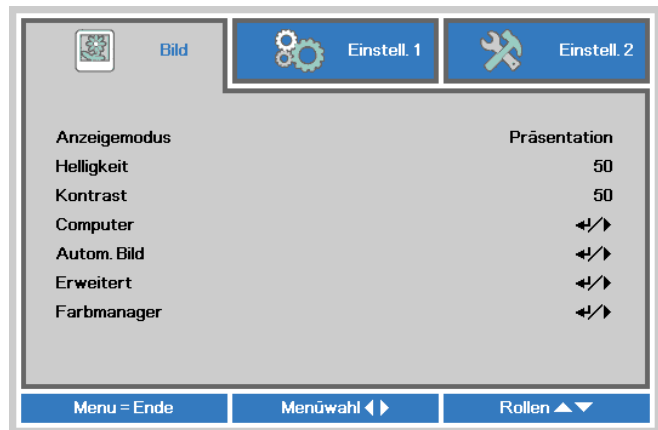 Bild Einstell. 1 Einstell. 2
Anzeigemodus Präsentation
Helligkeit 50
Kontrast 50
Computer ↵/▶
Autom. Bild ↵/▶
Erweitert ↵/▶
Farbmanager ↵/▶
Menu = Ende Menüwahl ◀▶ Rollen ▲▼